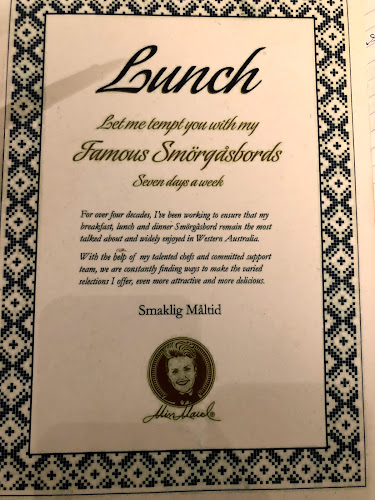 Lunch
Let me tempt you with my
Famous Smörgåsbords
Seven days a week
For over four decades, I've been working to ensure that my
breakfast, lunch and dinner Smörgåsbord remain the most
talked about and widely enjoyed in Western Australia.
With the help of my talented chefs and committed support
team, we are constantly finding ways to make the varied
selections I offer, even more attractive and more delicious.
Smaklig Måltid
Miss Maud®